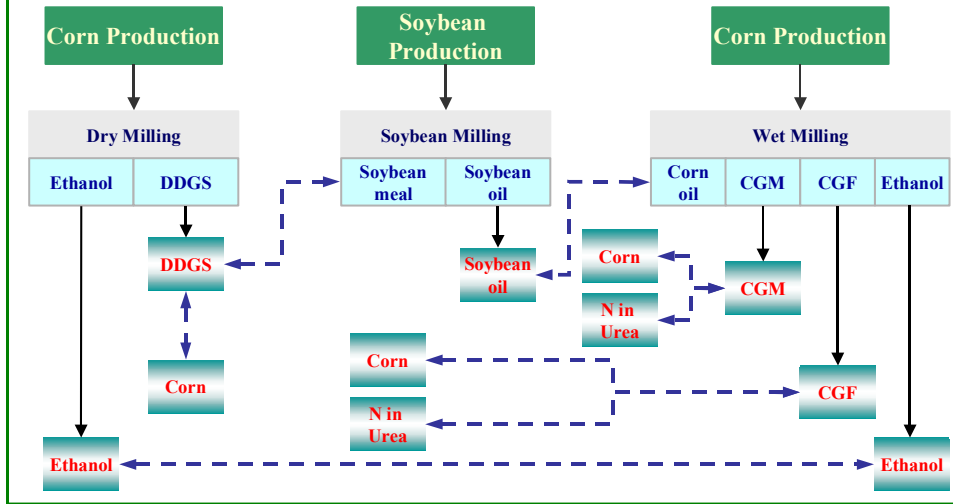 Corn Production
Soybean
Production
Corn Production
Dry Milling
Soybean Milling
Wet Milling
Ethanol
DDGS
Soybean
meal
Soybean
oil
Corn
oil
CGM
CGF
Ethanol
DDGS
Soybean
oil
Corn
CGM
N in
Urea
Corn
Corn
CGF
N in
Urea
Ethanol
Ethanol